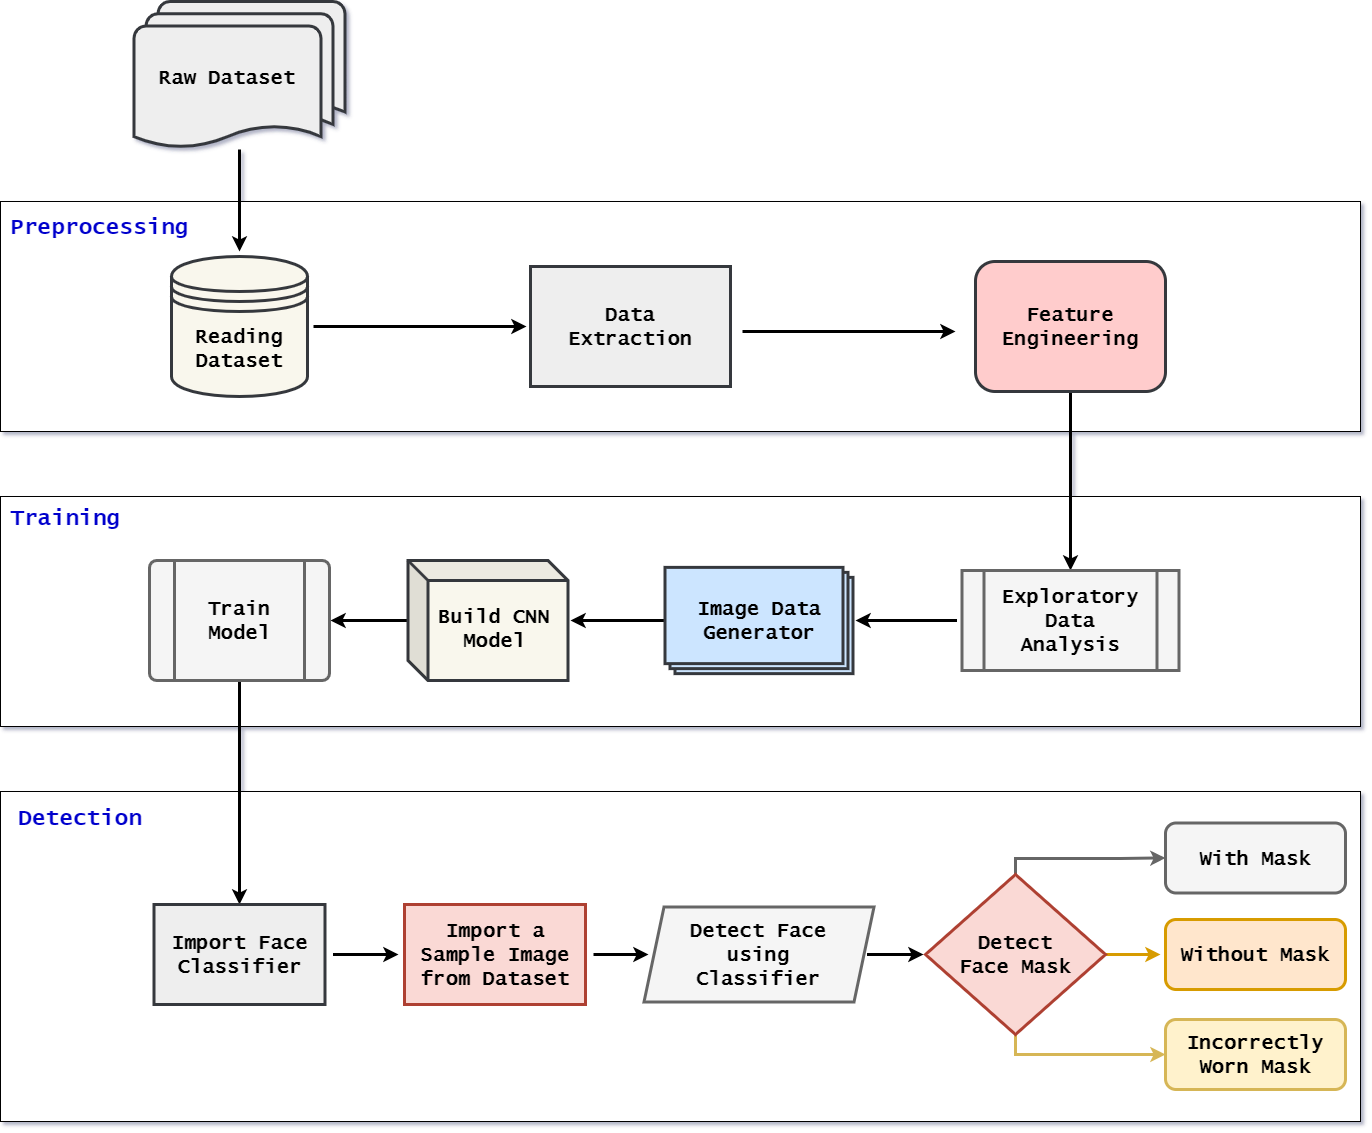 Raw Dataset
Preprocessing
Reading
Dataset
Data
Extraction
Feature
Engineering
Training
Train
Model
Build CNN
Model
Image Data
Generator
Exploratory
Data
Analysis
Detection
Import Face
Classifier
Import a
Sample Image
from Dataset
Detect Face
using
Classifier
Detect
Face Mask
With Mask
Without Mask
Incorrectly
Worn Mask